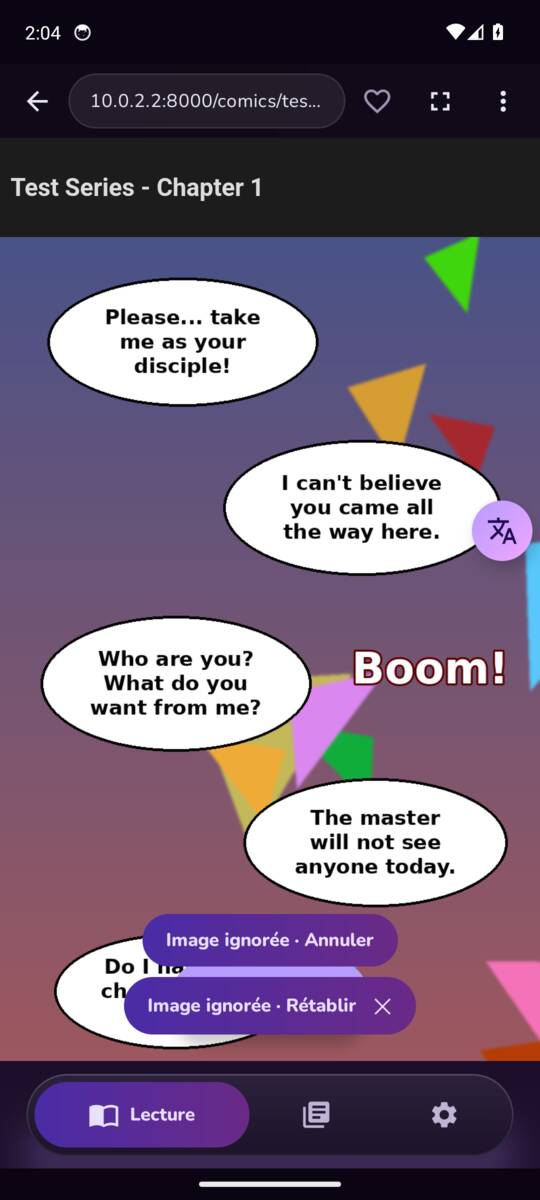 2:04
10.0.2.2:8000/comics/tes...
Test Series - Chapter 1
Please... take
me as your
disciple!
I can't believe
you came all
the way here.
Who are you?
What do you
want from me?
Boom!
The master
will not see
anyone today.
Image ignorée · Annuler
Do I
ch
Image ignorée · Rétablir
Lecture